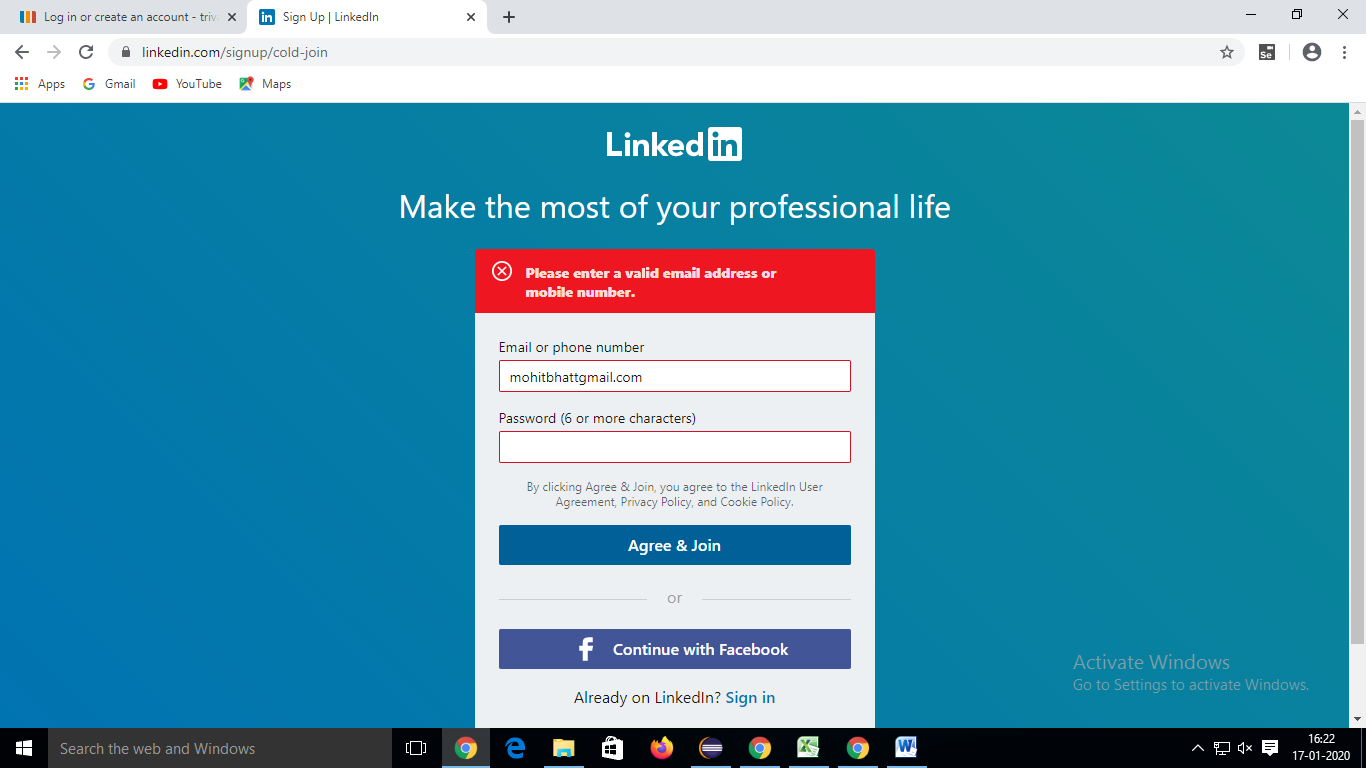 Log in or create an account - triv
Sign Up | LinkedIn
linkedin.com/signup/cold-join
Se
Apps
Gmail
YouTube
Maps
Linked in
Make the most of your professional life
Please enter a valid email address or
mobile number.
Email or phone number
mohitbhattgmail.com
Password (6 or more characters)
By clicking Agree & Join, you agree to the LinkedIn User
Agreement, Privacy Policy, and Cookie Policy.
Agree & Join
or
Continue with Facebook
Already on LinkedIn? Sign in
Activate Windows
Go to Settings to activate Windows.
Search the web and Windows
16:22
17-01-2020